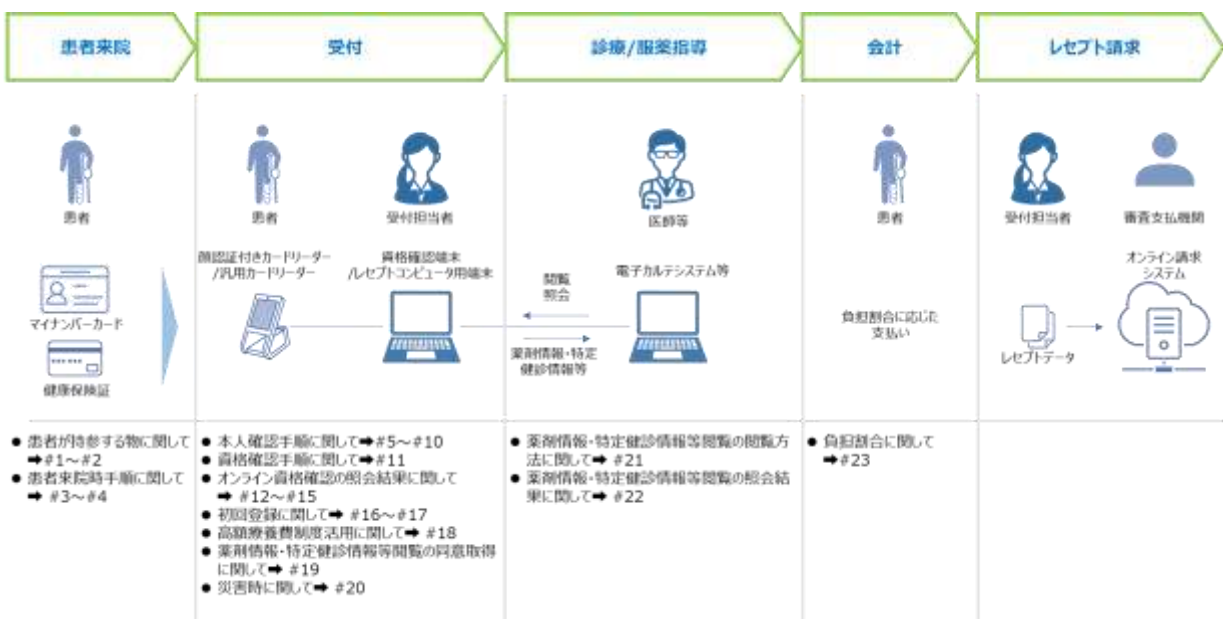 患者来院
受付
診療/服薬指導
会計
レセプト請求
患者
患者
受付担当者
医師等
患者
受付担当者
審査支払機関
マイナンバーカード
健康保険証
顔認証付きカードリーダー
/汎用カードリーダー
資格確認端末
/レセプトコンピュータ用端末
閲覧
照会
薬剤情報・特定
健診情報等
電子カルテシステム等
負担割合に応じた
支払い
レセプトデータ
オンライン請求
システム
● 患者が持参する物に関して
➡#1～#2
● 患者来院時手順に関して
➡ #3～#4
● 本人確認手順に関して➡#5～#10
● 資格確認手順に関して➡#11
● オンライン資格確認の照会結果に関して
➡ #12～#15
● 初回登録に関して➡ #16～#17
● 高額療養費制度活用に関して➡ #18
● 薬剤情報・特定健診情報等閲覧の同意取得
に関して➡ #19
● 災害時に関して➡ #20
● 薬剤情報・特定健診情報等閲覧の閲覧方
法に関して➡ #21
● 薬剤情報・特定健診情報等閲覧の照会結
果に関して➡ #22
● 負担割合に関して
➡#23